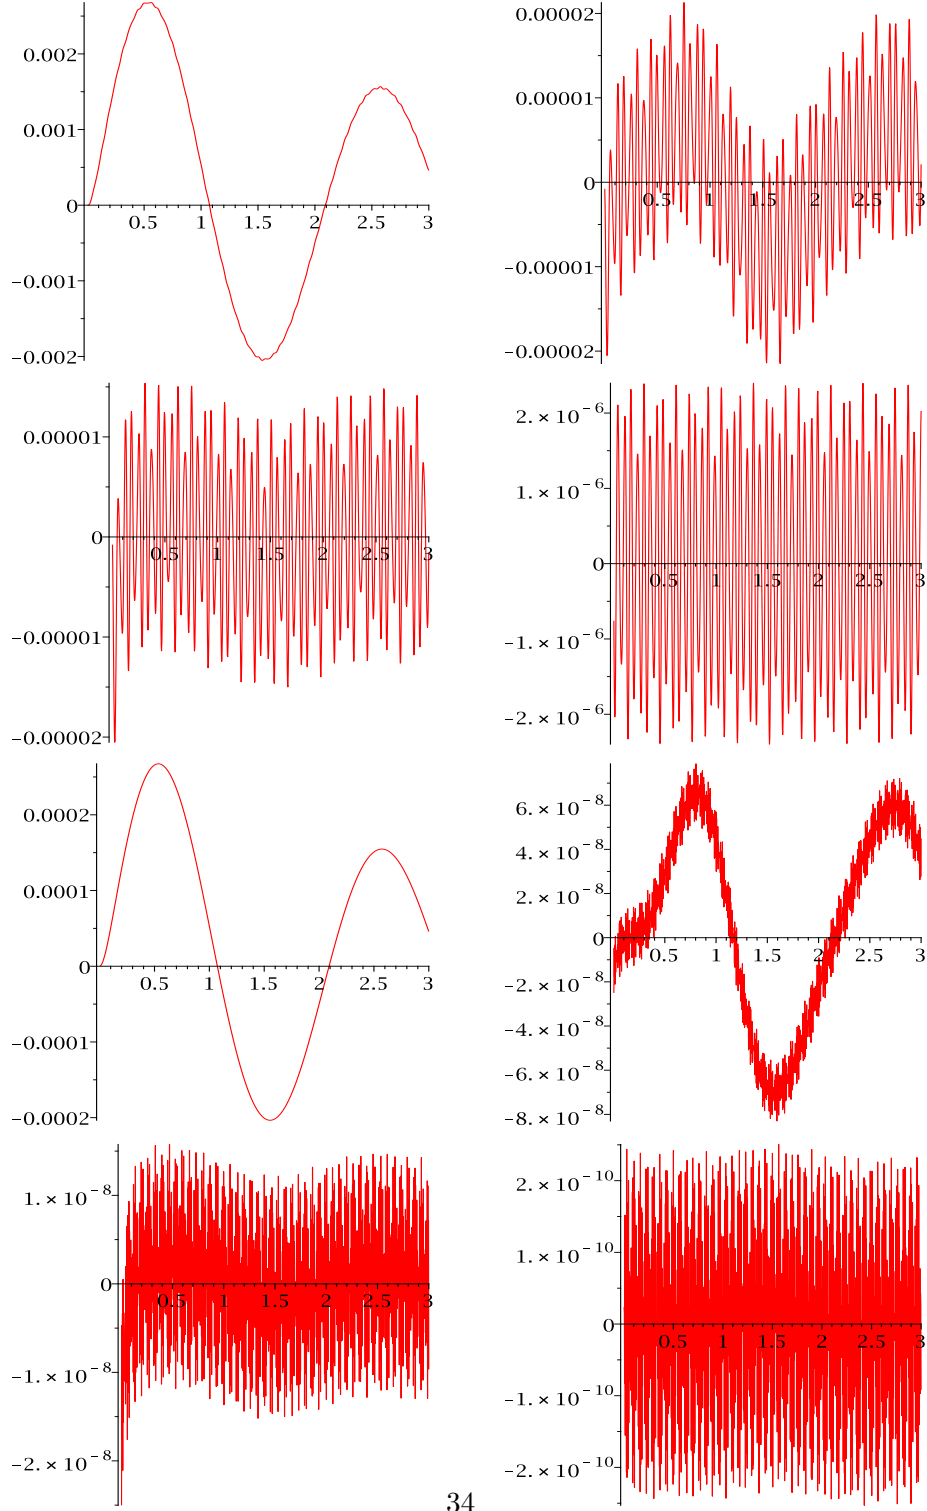 0.002
0.001
0
-0.001
-0.002
0.5 1 1.5 2 2.5 3
0.00002
0.00001
0
-0.00001
-0.00002
0.5 1 1.5 2 2.5 3
0.00001
0
-0.00001
-0.00002
0.5 1 1.5 2 2.5 3
2. × 10⁻⁶
1. × 10⁻⁶
0
-1. × 10⁻⁶
-2. × 10⁻⁶
0.5 1 1.5 2 2.5 3
0.0002
0.0001
0
-0.0001
-0.0002
0.5 1 1.5 2 2.5 3
6. × 10⁻⁸
4. × 10⁻⁸
2. × 10⁻⁸
0
-2. × 10⁻⁸
-4. × 10⁻⁸
-6. × 10⁻⁸
-8. × 10⁻⁸
0.5 1 1.5 2 2.5 3
1. × 10⁻⁸
0
-1. × 10⁻⁸
-2. × 10⁻⁸
0.5 1 1.5 2 2.5 3
2. × 10⁻¹⁰
1. × 10⁻¹⁰
0
-1. × 10⁻¹⁰
-2. × 10⁻¹⁰
0.5 1 1.5 2 2.5 3
34